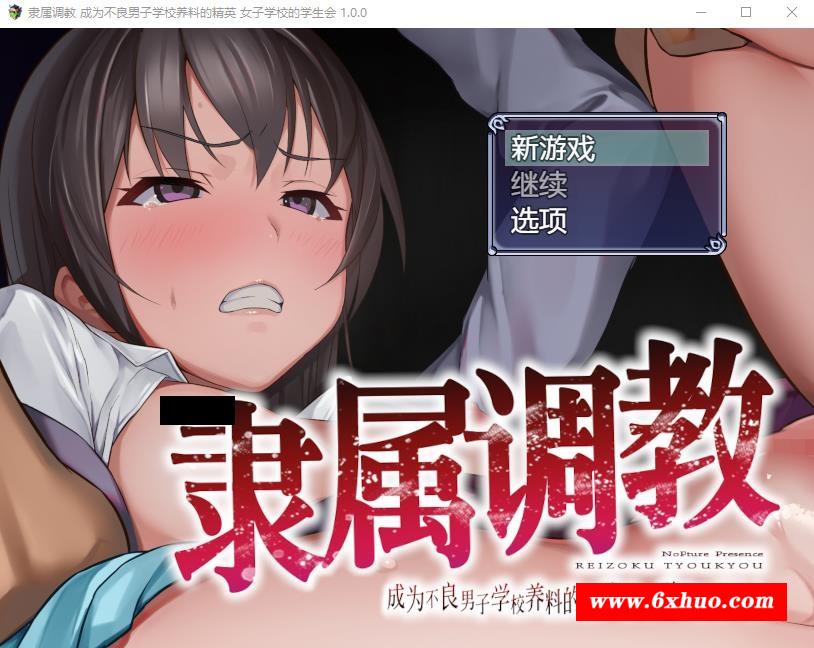 隶属调教 成为不良男子学校养料的精英 女子学校的学生会 1.0.0
新游戏
继续
选项
隶属调教
NoPture Presence
REIZOKU TYOUKYOU
成为不良男子学校养料的
www.6xhuo.com